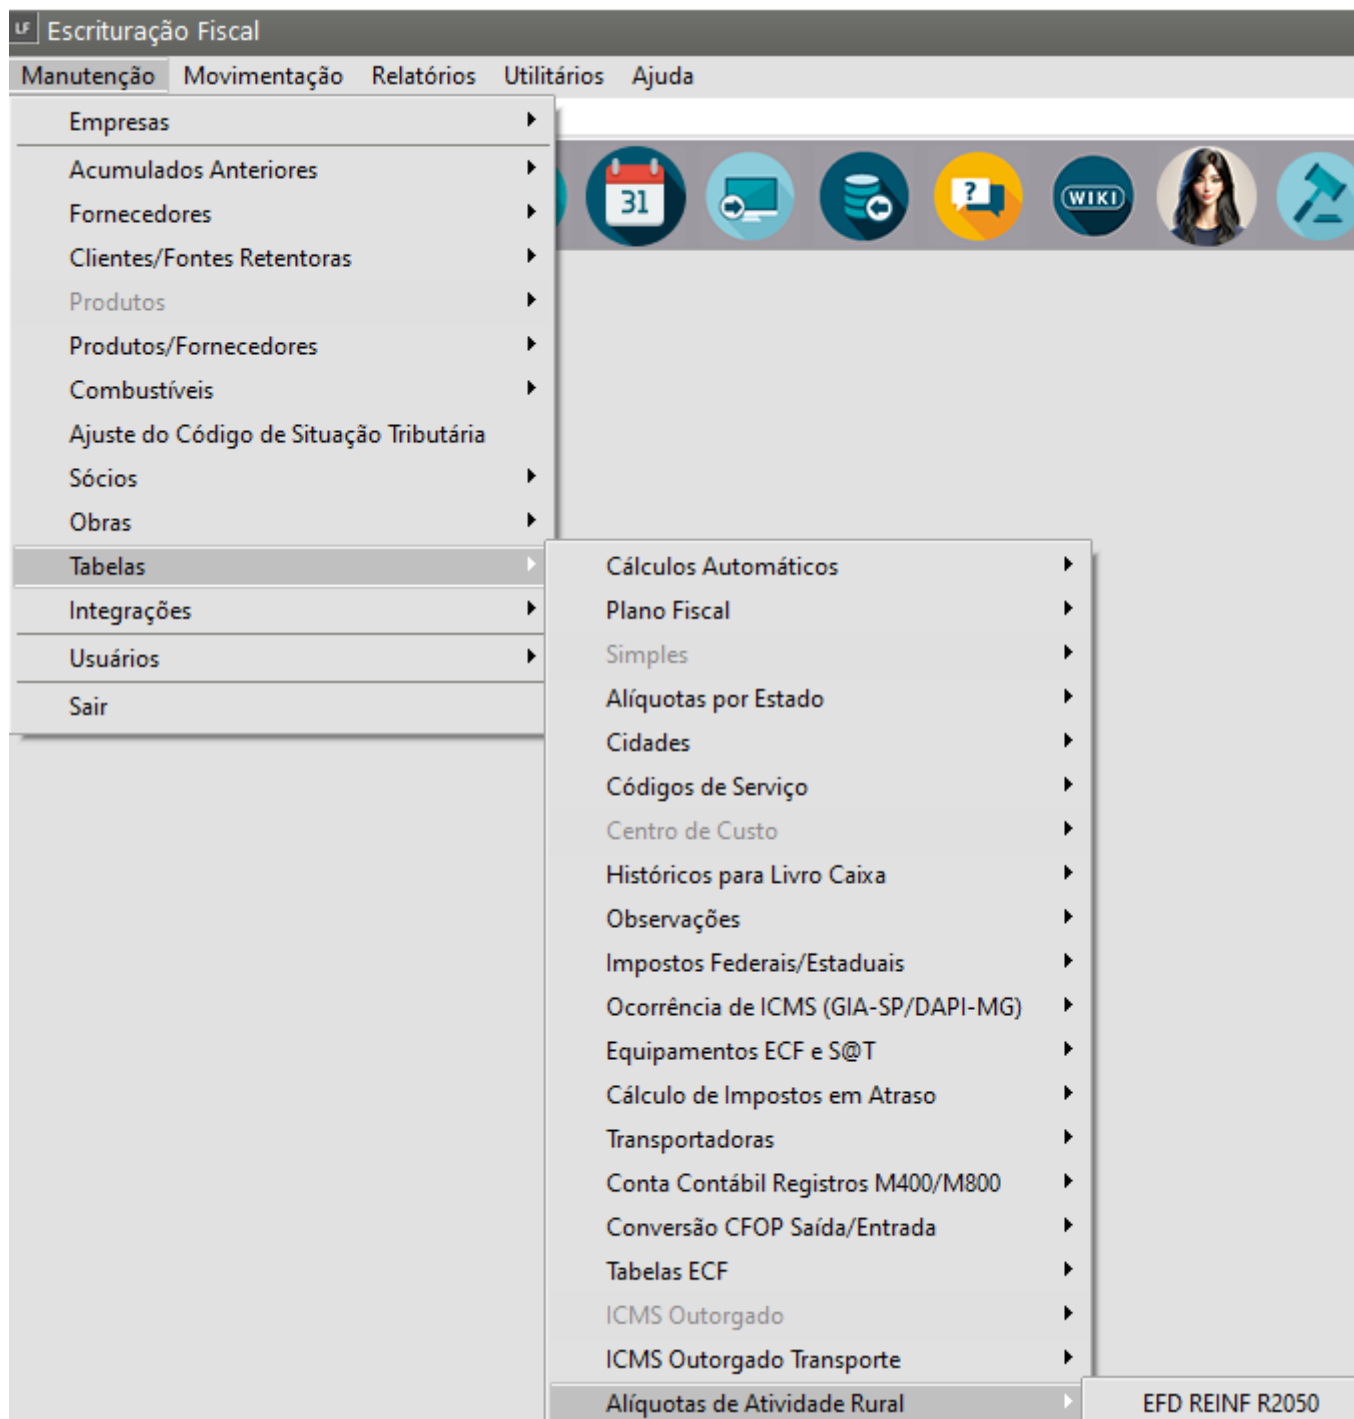 LF Escrituração Fiscal
Manutenção Movimentação Relatórios Utilitários Ajuda
Empresas
Acumulados Anteriores
Fornecedores
Clientes/Fontes Retentoras
Produtos
Produtos/Fornecedores
Combustíveis
Ajuste do Código de Situação Tributária
Sócios
Obras
Tabelas
Integrações
Usuários
Sair
31
?
WIKI
Cálculos Automáticos
Plano Fiscal
Simples
Alíquotas por Estado
Cidades
Códigos de Serviço
Centro de Custo
Históricos para Livro Caixa
Observações
Impostos Federais/Estaduais
Ocorrência de ICMS (GIA-SP/DAPI-MG)
Equipamentos ECF e S@T
Cálculo de Impostos em Atraso
Transportadoras
Conta Contábil Registros M400/M800
Conversão CFOP Saída/Entrada
Tabelas ECF
ICMS Outorgado
ICMS Outorgado Transporte
Alíquotas de Atividade Rural
EFD REINF R2050